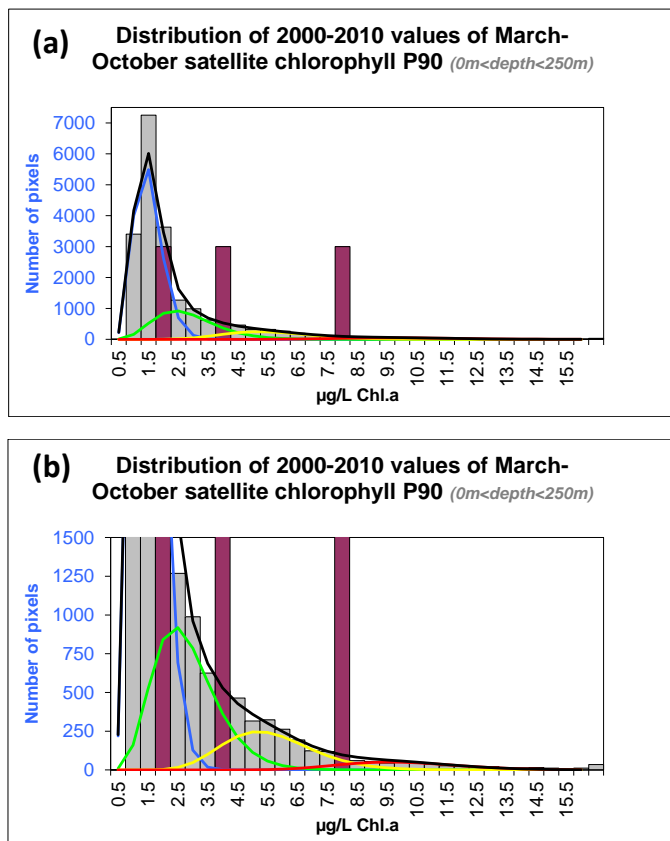 (a)
Distribution of 2000-2010 values of March-
October satellite chlorophyll P90 (0m<depth<250m)
Number of pixels
7000
6000
5000
4000
3000
2000
1000
0
0.5 1.5 2.5 3.5 4.5 5.5 6.5 7.5 8.5 9.5 10.5 11.5 12.5 13.5 14.5 15.5
µg/L Chl.a
(b)
Distribution of 2000-2010 values of March-
October satellite chlorophyll P90 (0m<depth<250m)
Number of pixels
1500
1250
1000
750
500
250
0
0.5 1.5 2.5 3.5 4.5 5.5 6.5 7.5 8.5 9.5 10.5 11.5 12.5 13.5 14.5 15.5
µg/L Chl.a